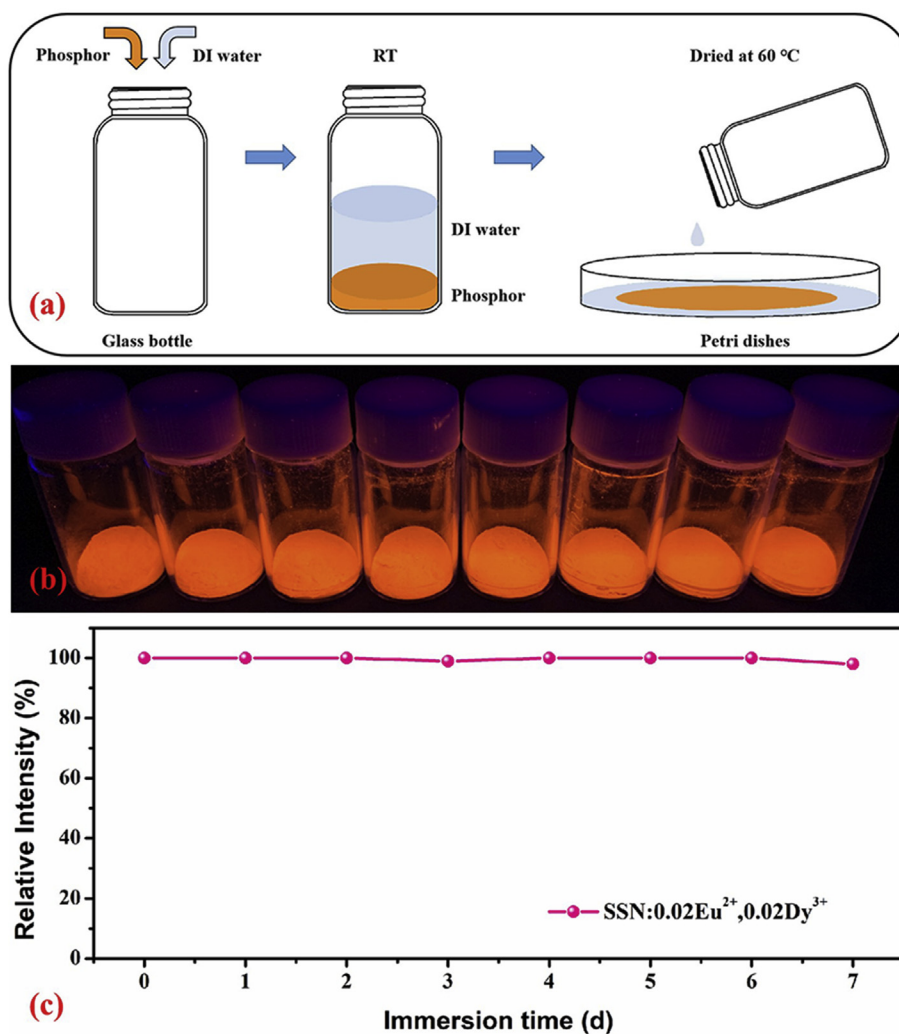 Phosphor DI water
RT
Dried at 60 °C
DI water
Phosphor
(a)
Glass bottle
Petri dishes
(b)
Relative Intensity (%)
100
80
60
40
20
0
SSN:0.02Eu²⁺,0.02Dy³⁺
0 1 2 3 4 5 6 7
(c)
Immersion time (d)